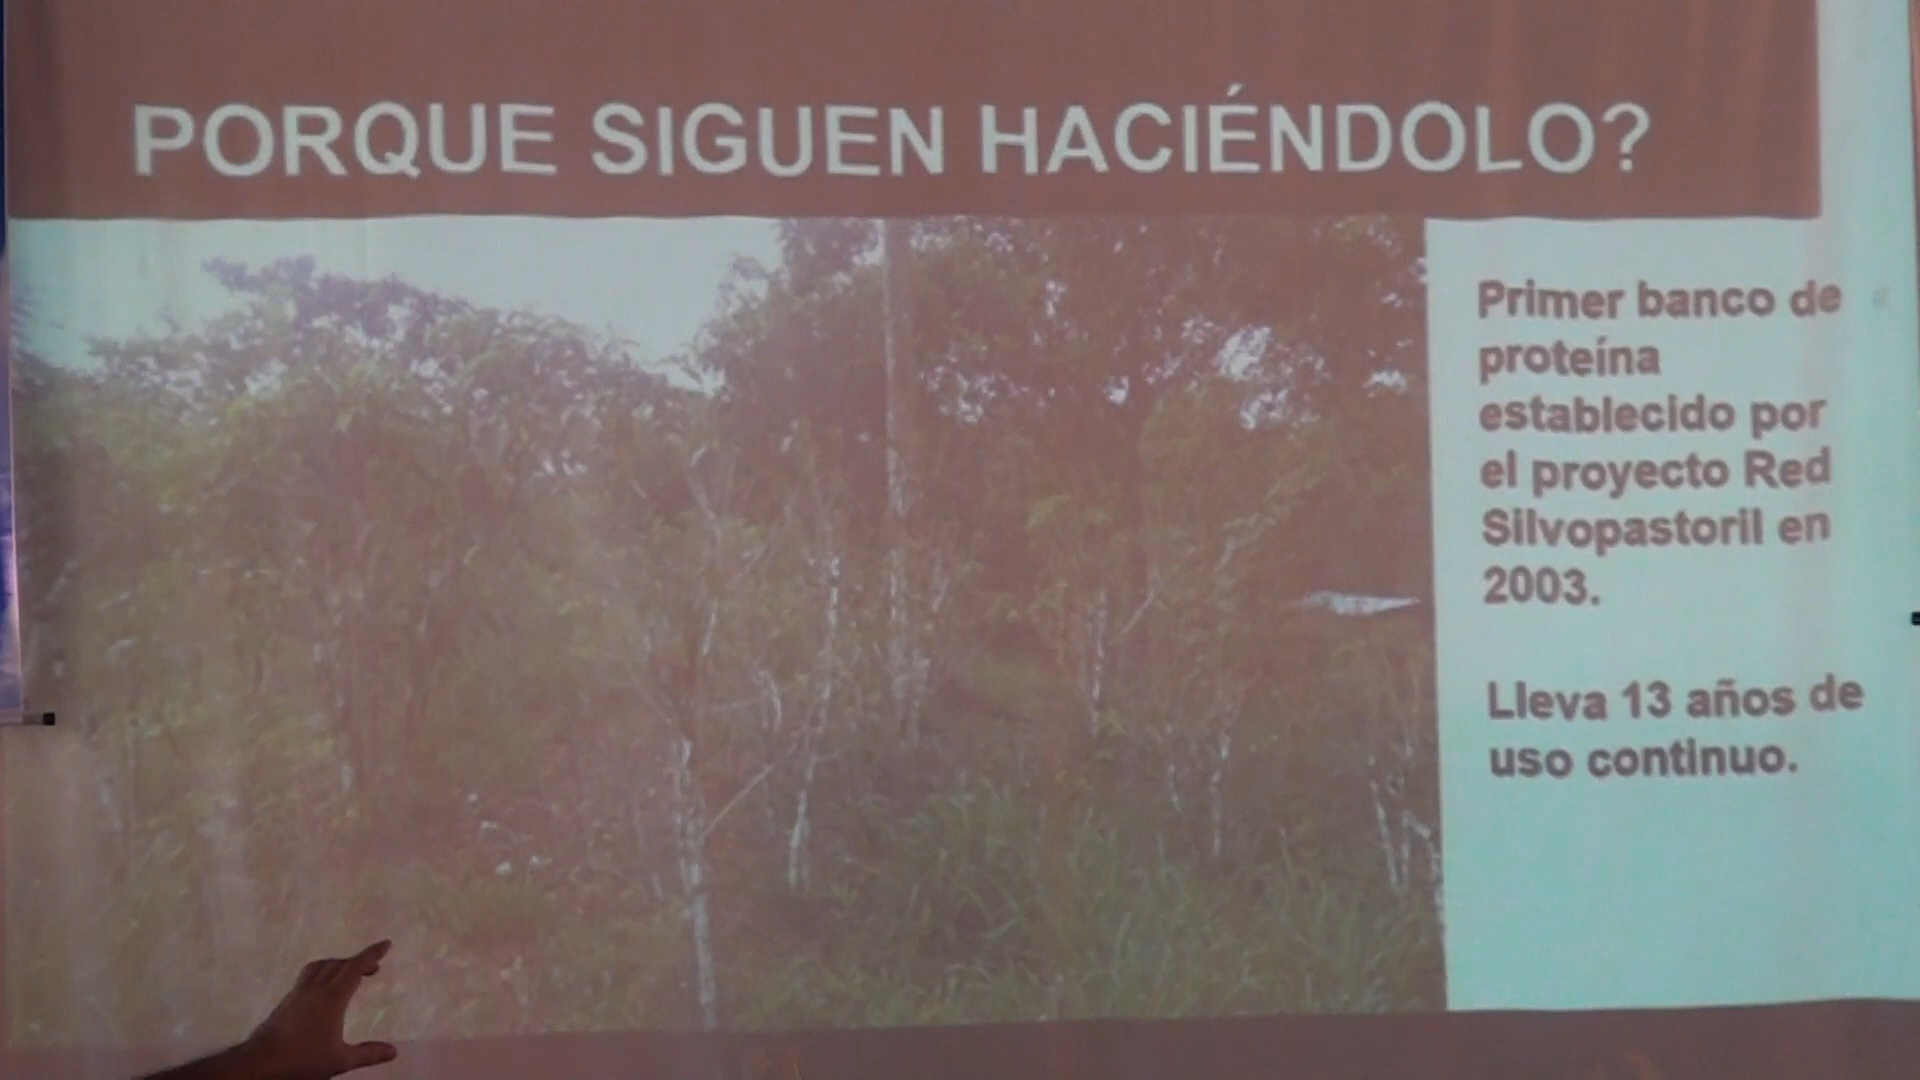 PORQUE SIGUEN HACIÉNDOLO?
Primer banco de
proteína
establecido por
el proyecto Red
Silvopastoril en
2003.
Lleva 13 años de
uso continuo.